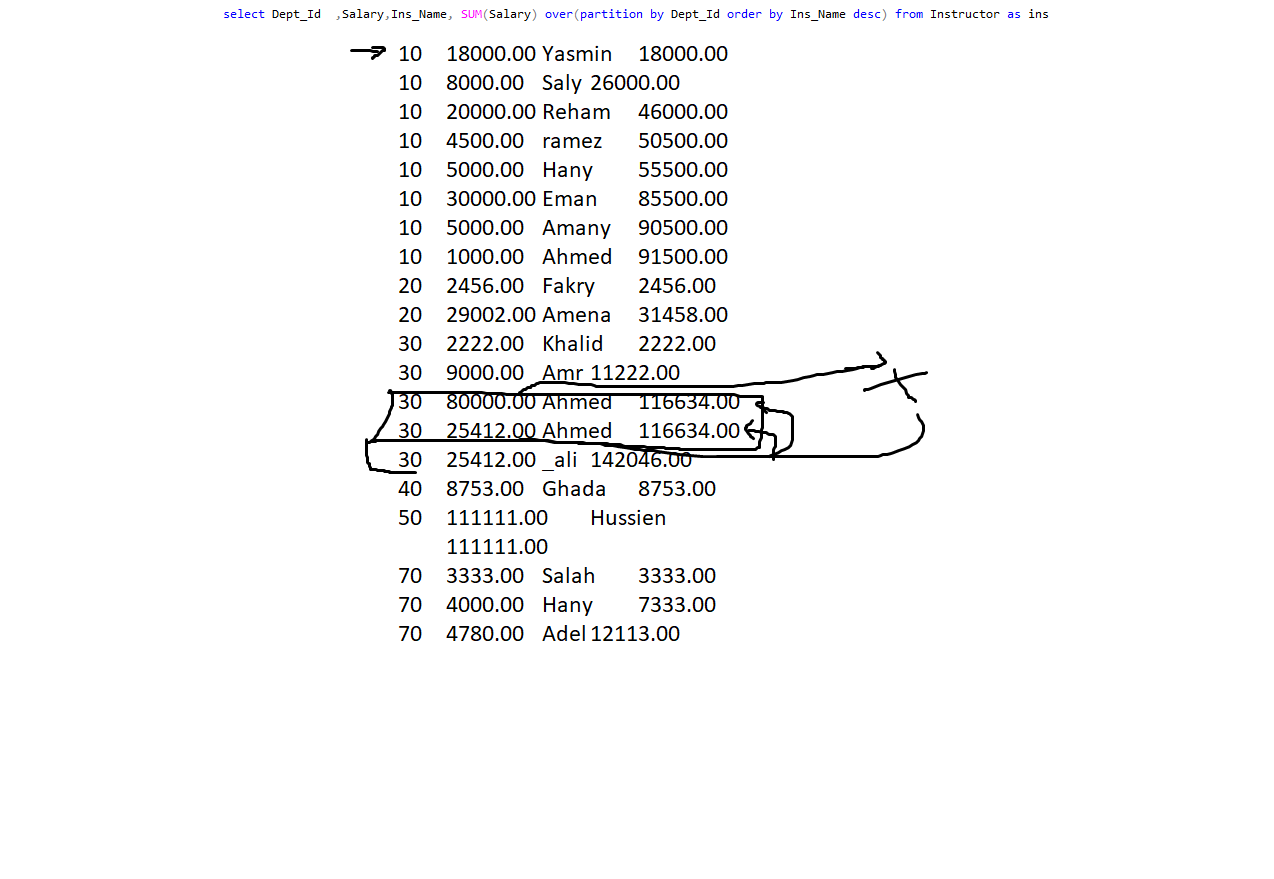 select Dept_Id  ,Salary,Ins_Name, SUM(Salary) over(partition by Dept_Id order by Ins_Name desc) from Instructor as ins
10 18000.00 Yasmin 18000.00
10 8000.00 Saly 26000.00
10 20000.00 Reham 46000.00
10 4500.00 ramez 50500.00
10 5000.00 Hany 55500.00
10 30000.00 Eman 85500.00
10 5000.00 Amany 90500.00
10 1000.00 Ahmed 91500.00
20 2456.00 Fakry 2456.00
20 29002.00 Amena 31458.00
30 2222.00 Khalid 2222.00
30 9000.00 Amr 11222.00
30 80000.00 Ahmed 116634.00
30 25412.00 Ahmed 116634.00
30 25412.00 _ali 142046.00
40 8753.00 Ghada 8753.00
50 111111.00 Hussien
111111.00
70 3333.00 Salah 3333.00
70 4000.00 Hany 7333.00
70 4780.00 Adel 12113.00